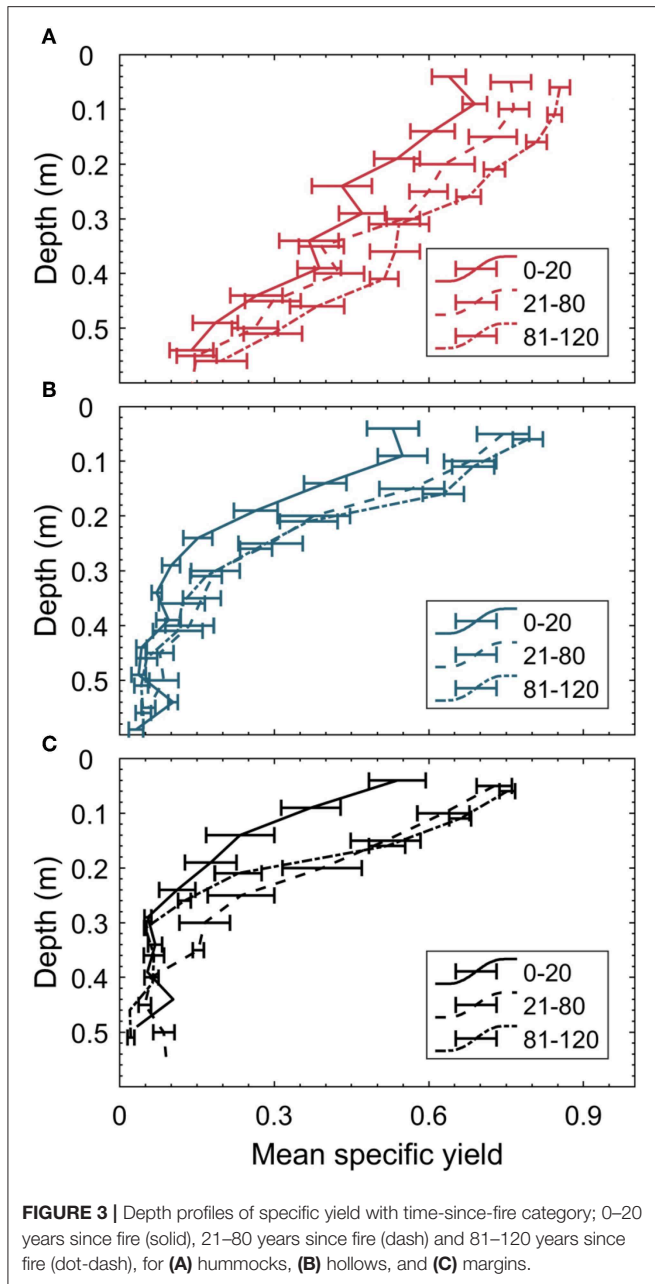 A
0
0.1
0.2
0.3
0.4
0.5
Depth (m)
0-20
21-80
81-120
B
0
0.1
0.2
0.3
0.4
0.5
Depth (m)
0-20
21-80
81-120
C
0
0.1
0.2
0.3
0.4
0.5
Depth (m)
0-20
21-80
81-120
0 0.3 0.6 0.9
Mean specific yield
FIGURE 3 | Depth profiles of specific yield with time-since-fire category; 0–20
years since fire (solid), 21–80 years since fire (dash) and 81–120 years since
fire (dot-dash), for (A) hummocks, (B) hollows, and (C) margins.